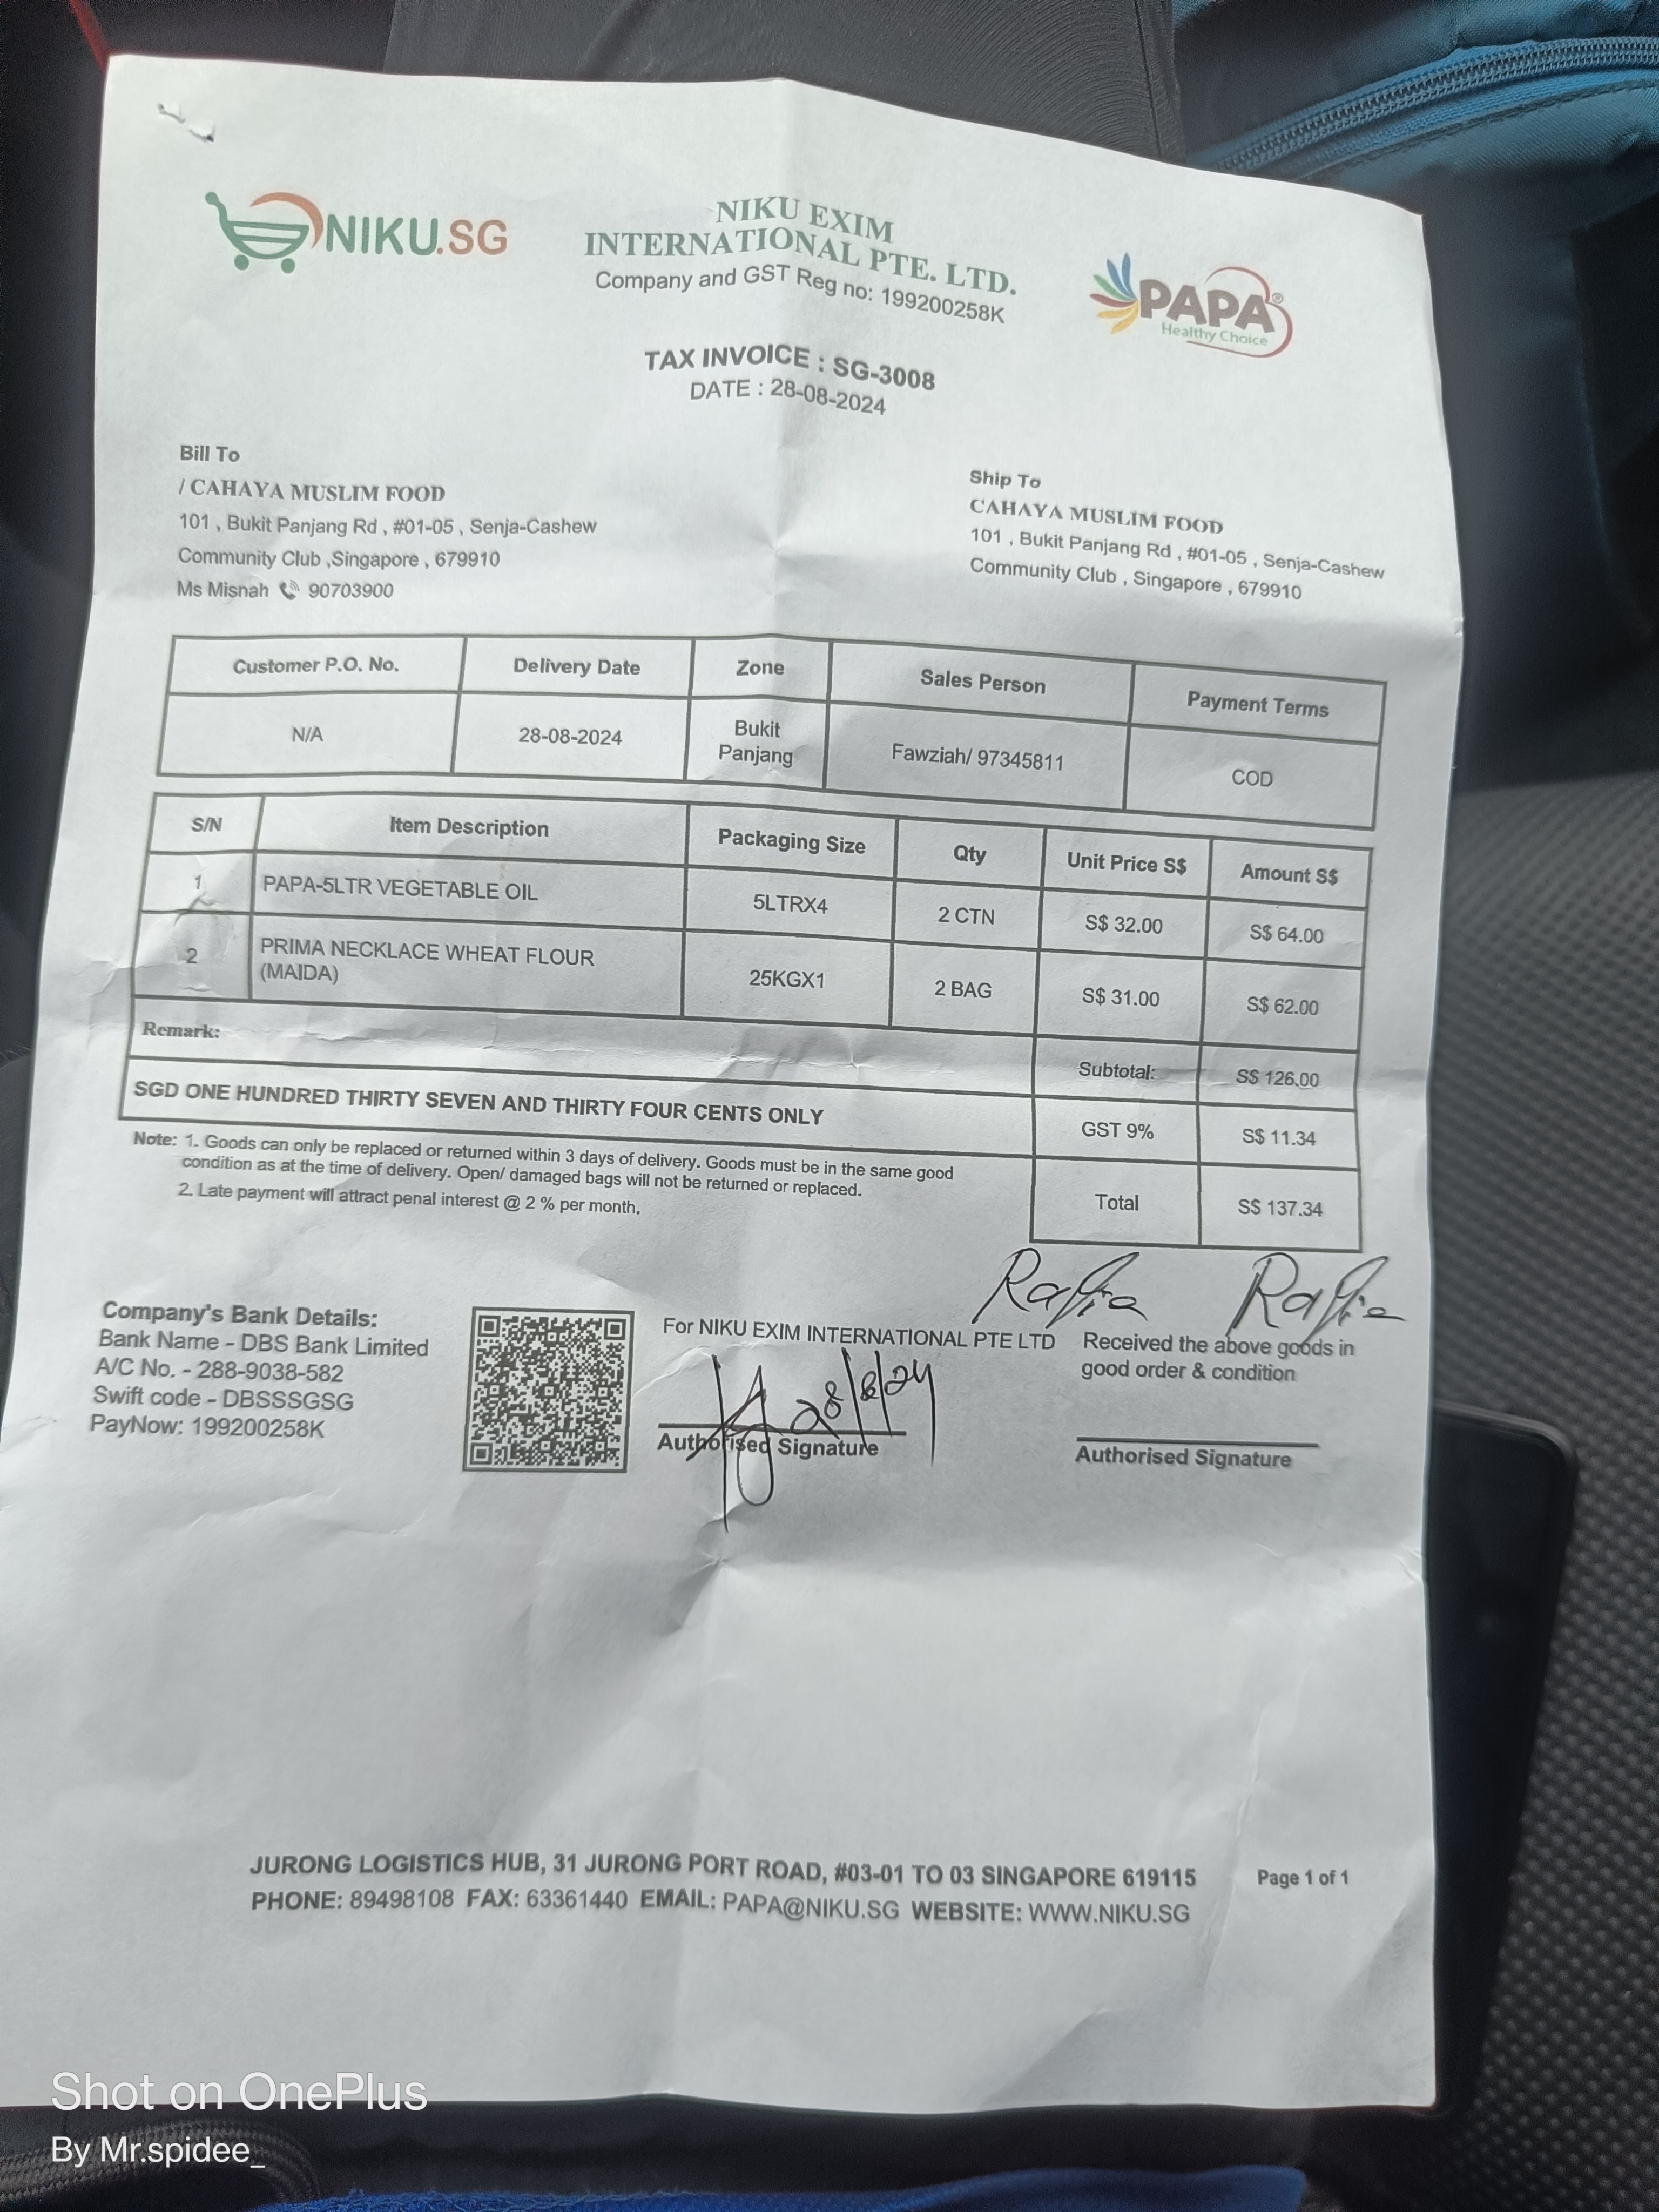 NIKU.SG
NIKU EXIM
INTERNATIONAL PTE. LTD.
Company and GST Reg no: 199200258K
PAPA®
Healthy Choice
TAX INVOICE : SG-3008
DATE : 28-08-2024
Bill To
/ CAHAYA MUSLIM FOOD
101 , Bukit Panjang Rd , #01-05 , Senja-Cashew
Community Club ,Singapore , 679910
Ms Misnah 90703900
Ship To
CAHAYA MUSLIM FOOD
101 , Bukit Panjang Rd , #01-05 , Senja-Cashew
Community Club , Singapore , 679910
Customer P.O. No. Delivery Date Zone Sales Person Payment Terms
N/A 28-08-2024 Bukit Panjang Fawziah/ 97345811 COD
S/N Item Description Packaging Size Qty Unit Price S$ Amount S$
1 PAPA-5LTR VEGETABLE OIL 5LTRX4 2 CTN S$ 32.00 S$ 64.00
2 PRIMA NECKLACE WHEAT FLOUR (MAIDA) 25KGX1 2 BAG S$ 31.00 S$ 62.00
Remark:
Subtotal: S$ 126.00
SGD ONE HUNDRED THIRTY SEVEN AND THIRTY FOUR CENTS ONLY
GST 9% S$ 11.34
Total S$ 137.34
Note: 1. Goods can only be replaced or returned within 3 days of delivery. Goods must be in the same good
condition as at the time of delivery. Open/ damaged bags will not be returned or replaced.
2. Late payment will attract penal interest @ 2 % per month.
Company's Bank Details:
Bank Name - DBS Bank Limited
A/C No. - 288-9038-582
Swift code - DBSSSGSG
PayNow: 199200258K
For NIKU EXIM INTERNATIONAL PTE LTD
28/8/24
Authorised Signature
Received the above goods in
good order & condition
Authorised Signature
JURONG LOGISTICS HUB, 31 JURONG PORT ROAD, #03-01 TO 03 SINGAPORE 619115
Page 1 of 1
PHONE: 89498108 FAX: 63361440 EMAIL: PAPA@NIKU.SG WEBSITE: WWW.NIKU.SG
Shot on OnePlus
By Mr.spidee_